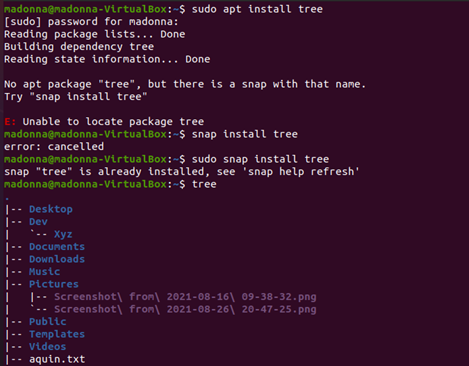 madonna@madonna-VirtualBox:~$ sudo apt install tree
[sudo] password for madonna:
Reading package lists... Done
Building dependency tree
Reading state information... Done

No apt package "tree", but there is a snap with that name.
Try "snap install tree"

E: Unable to locate package tree
madonna@madonna-VirtualBox:~$ snap install tree
error: cancelled
madonna@madonna-VirtualBox:~$ sudo snap install tree
snap "tree" is already installed, see 'snap help refresh'
madonna@madonna-VirtualBox:~$ tree
.
|-- Desktop
|-- Dev
|   `-- Xyz
|-- Documents
|-- Downloads
|-- Music
|-- Pictures
|   |-- Screenshot\ from\ 2021-08-16\ 09-38-32.png
|   `-- Screenshot\ from\ 2021-08-26\ 20-47-25.png
|-- Public
|-- Templates
|-- Videos
|-- aquin.txt